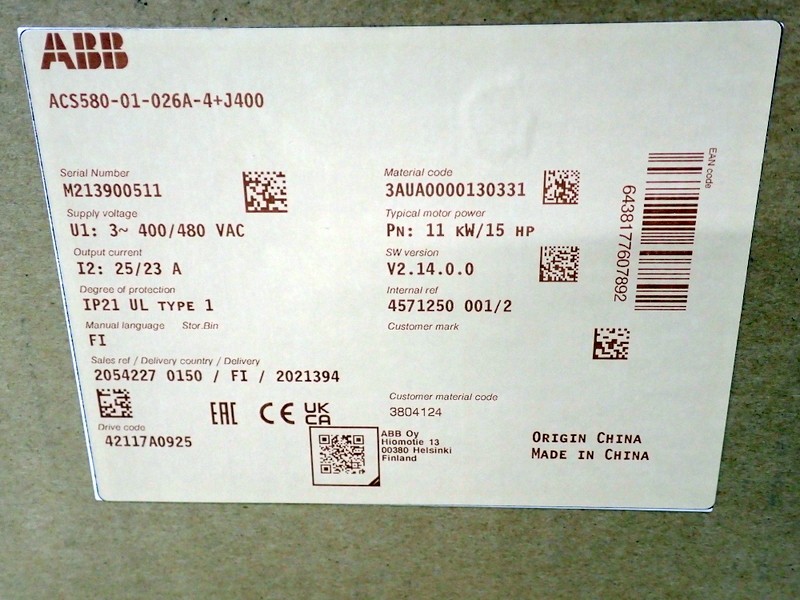 ABB
ACS580-01-026A-4+J400
Serial Number
M213900511
Supply voltage
U1: 3~ 400/480 VAC
Output current
I2: 25/23 A
Degree of protection
IP21 UL TYPE 1
Manual language Stor.Bin
FI
Sales ref / Delivery country / Delivery
2054227 0150 / FI / 2021394
EAC CE UK
CA
Drive code
42117A0925
Material code
3AUA0000130331
Typical motor power
PN: 11 KW/15 HP
SW version
V2.14.0.0
Internal ref
4571250 001/2
Customer mark
Customer material code
3804124
ABB Oy
Hiomotie 13
00380 Helsinki
Finland
ORIGIN CHINA
MADE IN CHINA
EAN code
6438177607892